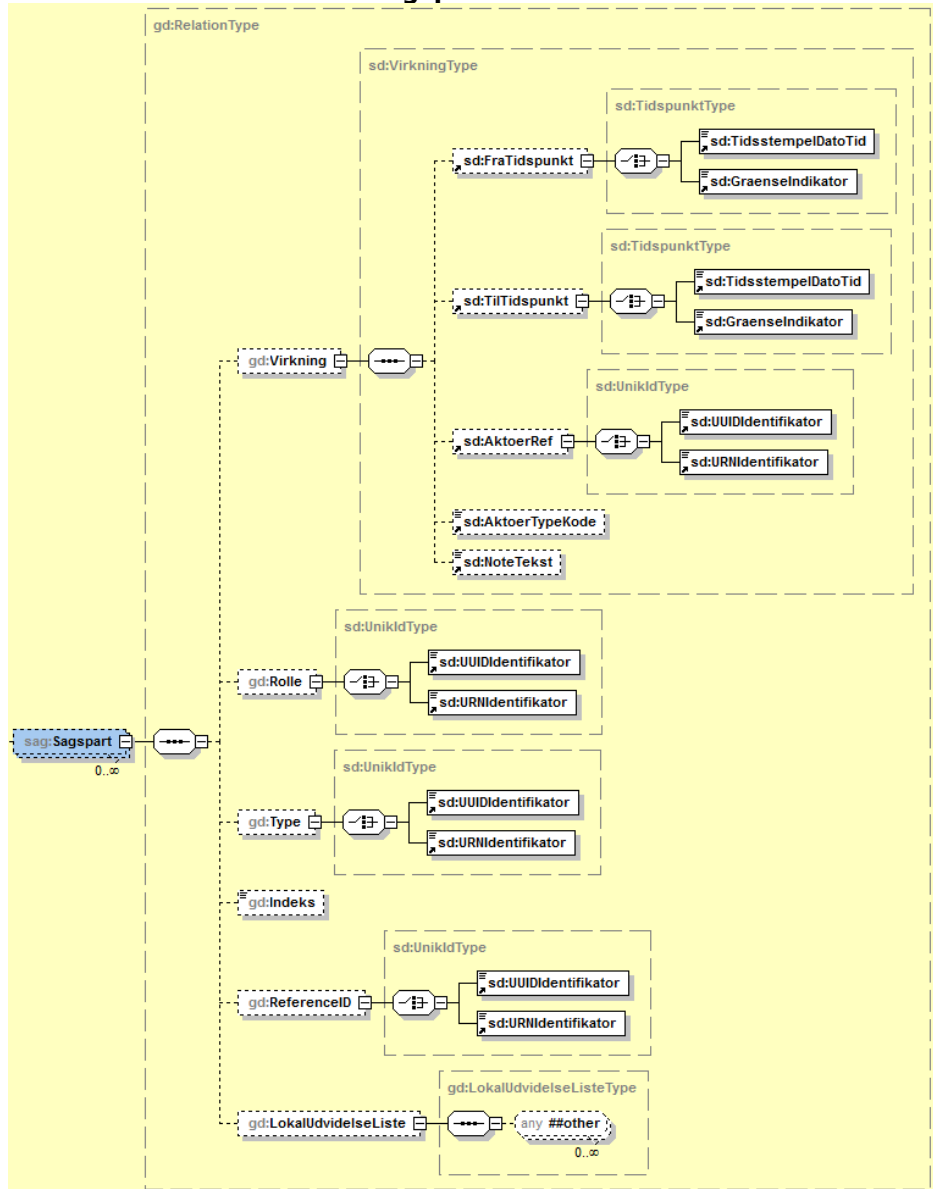 gd:RelationType
sd:VirkningType
sd:TidspunktType
sd:TidsstempelDatoTid
sd:FraTidspunkt
sd:GraenseIndikator
sd:TidspunktType
sd:TidsstempelDatoTid
sd:TilTidspunkt
sd:GraenseIndikator
gd:Virkning
sd:UnikIdType
sd:UUIDIdentifikator
sd:AktoerRef
sd:URNIdentifikator
sd:AktoerTypeKode
sd:NoteTekst
sd:UnikIdType
sd:UUIDIdentifikator
gd:Rolle
sd:URNIdentifikator
sag:Sagspart
0..∞
sd:UnikIdType
sd:UUIDIdentifikator
gd:Type
sd:URNIdentifikator
gd:Indeks
sd:UnikIdType
sd:UUIDIdentifikator
gd:ReferenceID
sd:URNIdentifikator
gd:LokalUdvidelseListeType
gd:LokalUdvidelseListe
any ##other
0..∞